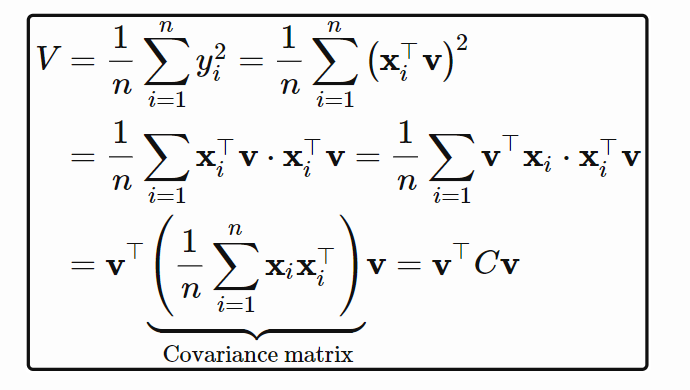 V = \frac{1}{n} \sum_{i=1}^{n} y_i^2 = \frac{1}{n} \sum_{i=1}^{n} \left( \mathbf{x}_i^\top \mathbf{v} \right)^2
= \frac{1}{n} \sum_{i=1} \mathbf{x}_i^\top \mathbf{v} \cdot \mathbf{x}_i^\top \mathbf{v} = \frac{1}{n} \sum_{i=1} \mathbf{v}^\top \mathbf{x}_i \cdot \mathbf{x}_i^\top \mathbf{v}
= \mathbf{v}^\top \left( \frac{1}{n} \sum_{i=1}^{n} \mathbf{x}_i \mathbf{x}_i^\top \right) \mathbf{v} = \mathbf{v}^\top C \mathbf{v}
Covariance matrix